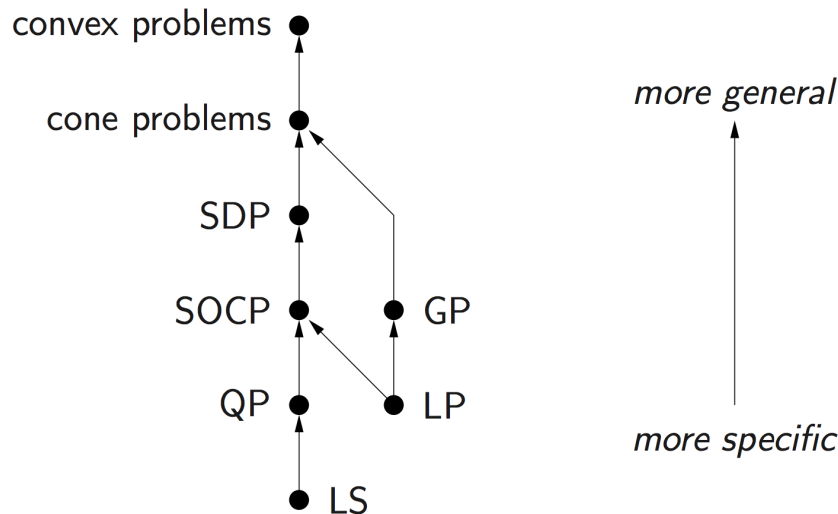 convex problems
cone problems
more general
SDP
SOCP
GP
QP
LP
more specific
LS